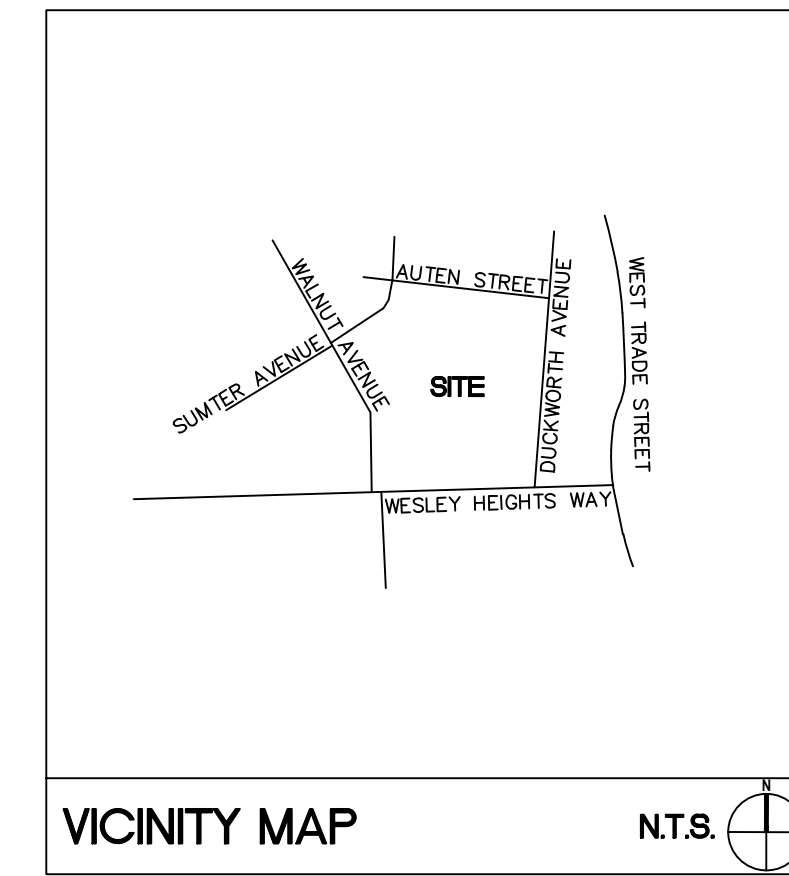 WALNUT AVENUE
AUTEN STREET
SUMTER AVENUE
DUCKWORTH AVENUE
WEST TRADE STREET
SITE
WESLEY HEIGHTS WAY
VICINITY MAP
N.T.S.
N